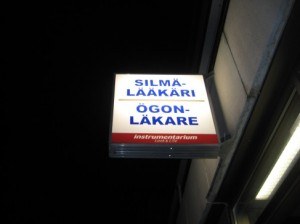 SILMÄ-
LÄÄKÄRI
ÖGON-
LÄKARE
instrumentarium